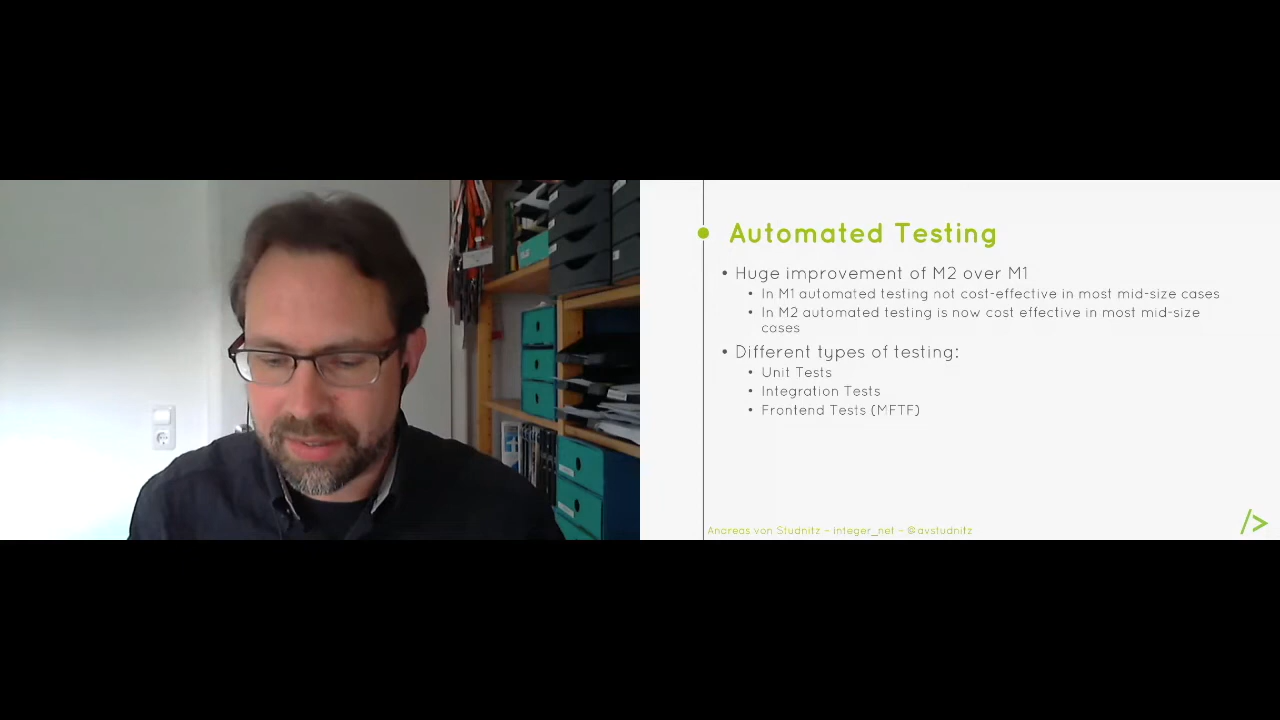 Automated Testing
• Huge improvement of M2 over M1
• In M1 automated testing not cost-effective in most mid-size cases
• In M2 automated testing is now cost effective in most mid-size
cases
• Different types of testing:
• Unit Tests
• Integration Tests
• Frontend Tests (MFTF)
Andreas von Studnitz – integer_net – @avstudnitz
/>